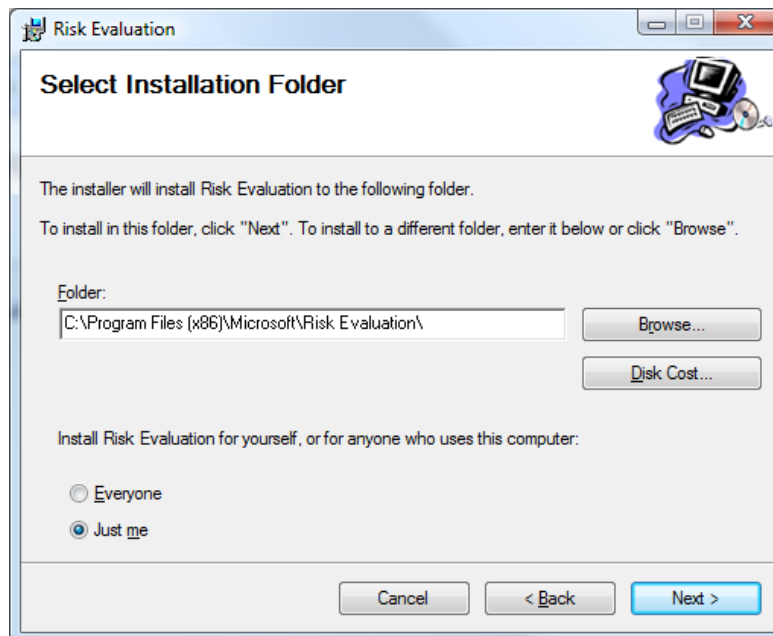 Risk Evaluation
Select Installation Folder
The installer will install Risk Evaluation to the following folder.
To install in this folder, click "Next". To install to a different folder, enter it below or click "Browse".
Folder:
C:\Program Files (x86)\Microsoft\Risk Evaluation\
Browse...
Disk Cost...
Install Risk Evaluation for yourself, or for anyone who uses this computer:
Everyone
Just me
Cancel
< Back
Next >